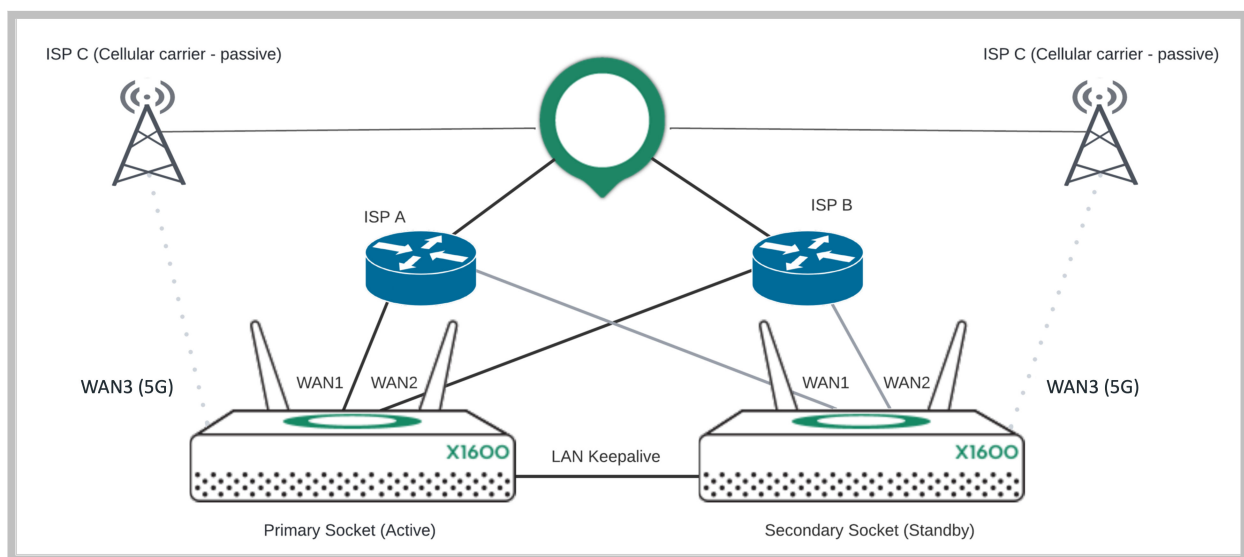 ISP C (Cellular carrier - passive)
ISP C (Cellular carrier - passive)
ISP A
ISP B
WAN3 (5G)
WAN1
WAN2
WAN1
WAN2
WAN3 (5G)
X1600
LAN Keepalive
X1600
Primary Socket (Active)
Secondary Socket (Standby)